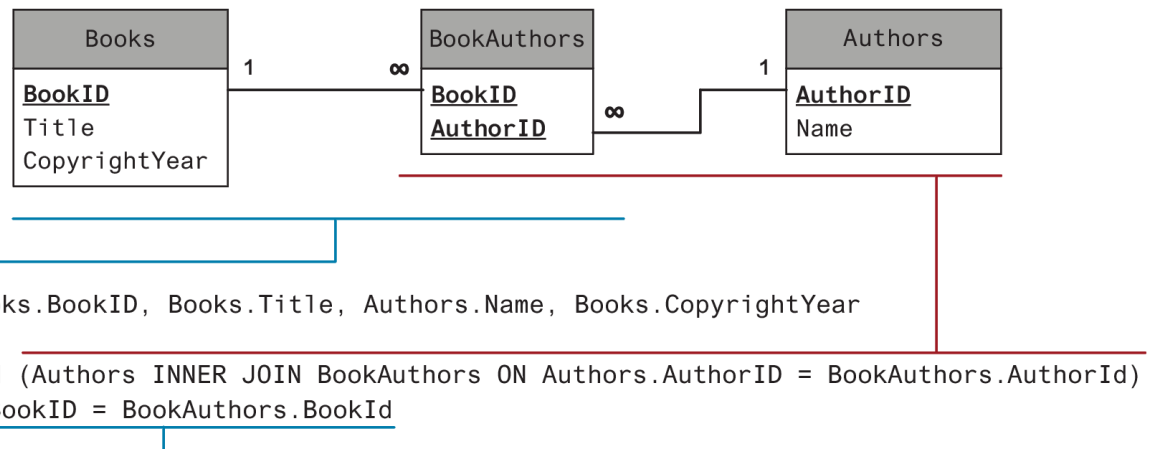 Books BookAuthors Authors
1 ∞ 1
BookID BookID AuthorID
Title AuthorID ∞ Name
CopyrightYear
ks.BookID, Books.Title, Authors.Name, Books.CopyrightYear
(Authors INNER JOIN BookAuthors ON Authors.AuthorID = BookAuthors.AuthorId)
ookID = BookAuthors.BookId